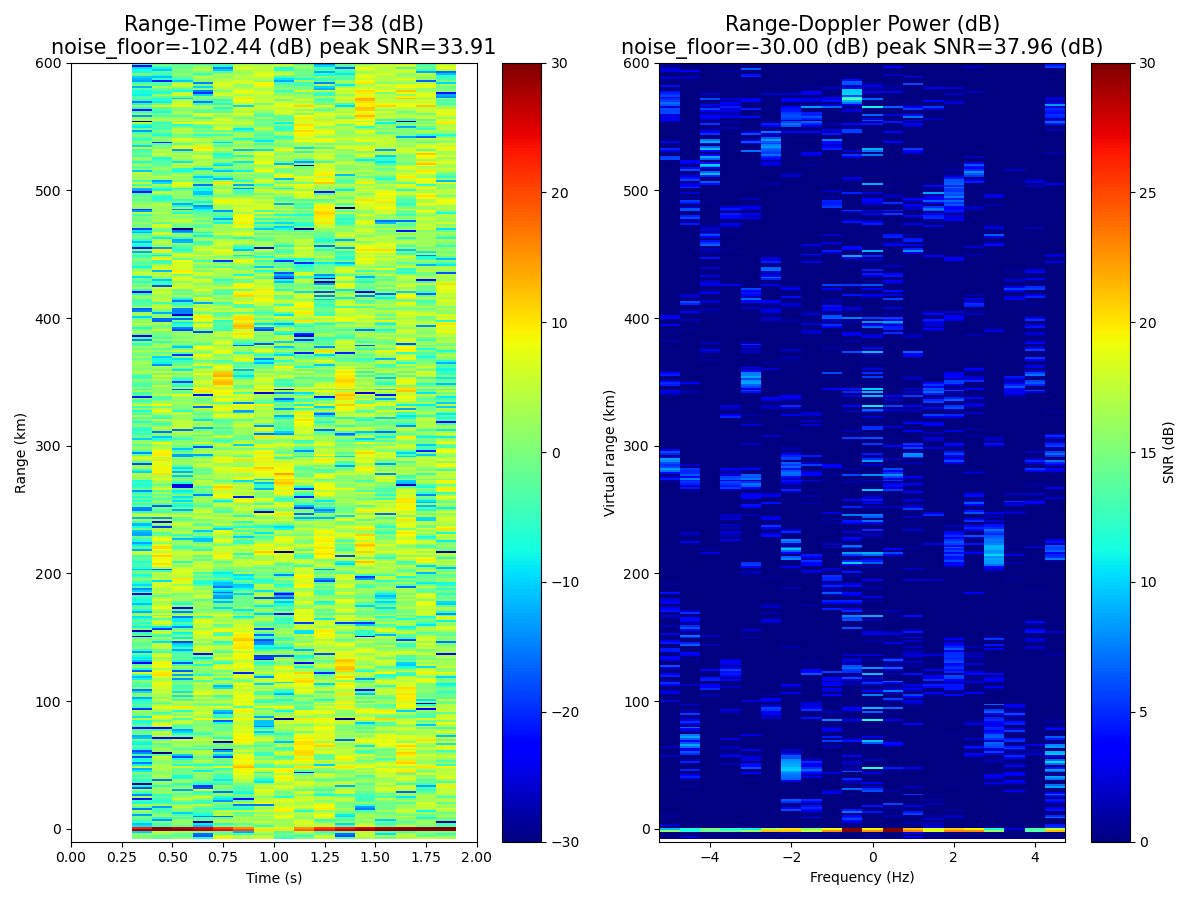 Range-Time Power f=38 (dB)
noise_floor=-102.44 (dB) peak SNR=33.91
600
500
400
300
200
100
0
Range (km)
0.00 0.25 0.50 0.75 1.00 1.25 1.50 1.75 2.00
Time (s)
30
20
10
0
−10
−20
−30
Range-Doppler Power (dB)
noise_floor=-30.00 (dB) peak SNR=37.96 (dB)
600
500
400
300
200
100
0
Virtual range (km)
−4 −2 0 2 4
Frequency (Hz)
30
25
20
15
10
5
0
SNR (dB)